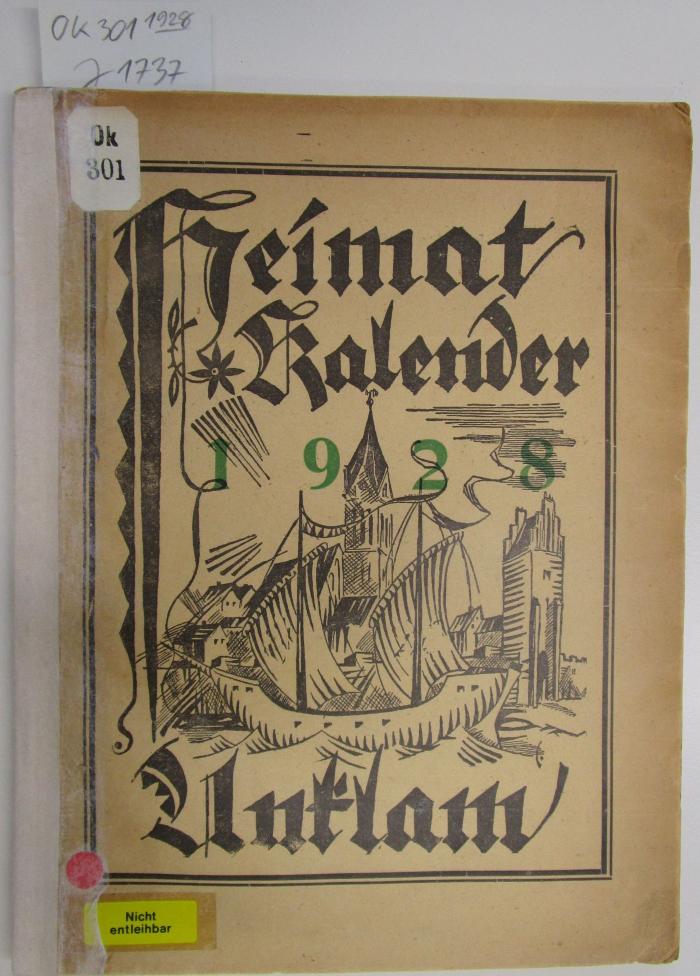 Ok 301 1928
J 1737
Ok
301
Heimat
Kalender
1928
Anklam
Nicht
entleihbar